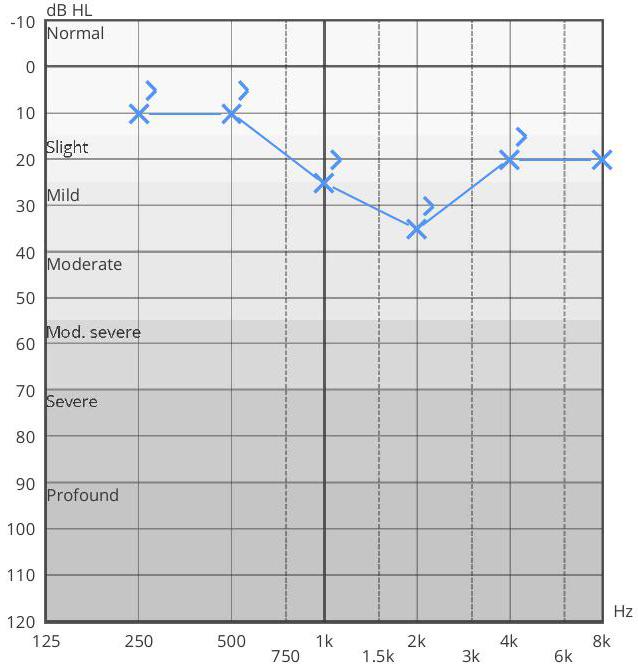 dB HL
-10
Normal
0
10
Slight
20
Mild
30
40
Moderate
50
Mod. severe
60
70
Severe
80
90
Profound
100
110
120
Hz
125 250 500 1k 2k 4k 8k
750 1.5k 3k 6k